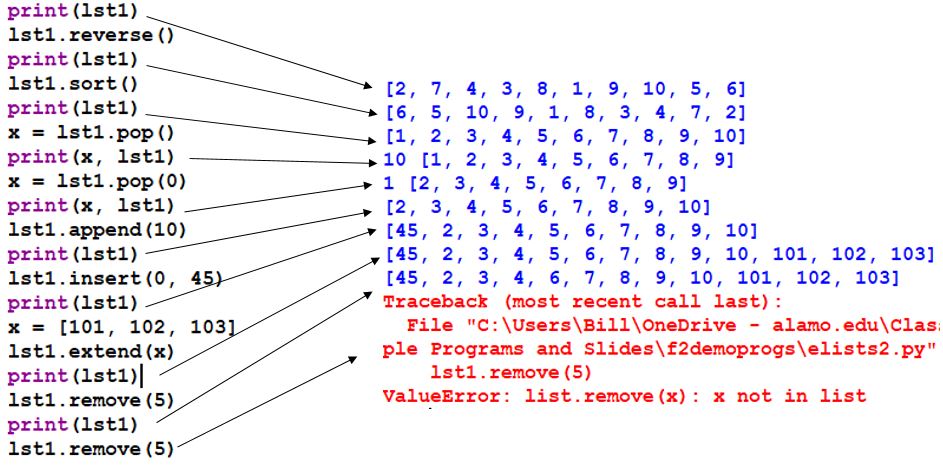 print(lst1)
lst1.reverse()
print(lst1)
lst1.sort()
print(lst1)
x = lst1.pop()
print(x, lst1)
x = lst1.pop(0)
print(x, lst1)
lst1.append(10)
print(lst1)
lst1.insert(0, 45)
print(lst1)
x = [101, 102, 103]
lst1.extend(x)
print(lst1)
lst1.remove(5)
print(lst1)
lst1.remove(5)
[2, 7, 4, 3, 8, 1, 9, 10, 5, 6]
[6, 5, 10, 9, 1, 8, 3, 4, 7, 2]
[1, 2, 3, 4, 5, 6, 7, 8, 9, 10]
10 [1, 2, 3, 4, 5, 6, 7, 8, 9]
1 [2, 3, 4, 5, 6, 7, 8, 9]
[2, 3, 4, 5, 6, 7, 8, 9, 10]
[45, 2, 3, 4, 5, 6, 7, 8, 9, 10]
[45, 2, 3, 4, 5, 6, 7, 8, 9, 10, 101, 102, 103]
[45, 2, 3, 4, 6, 7, 8, 9, 10, 101, 102, 103]
Traceback (most recent call last):
File "C:\Users\Bill\OneDrive - alamo.edu\Clas
ple Programs and Slides\f2demoprogs\elists2.py"
lst1.remove(5)
ValueError: list.remove(x): x not in list